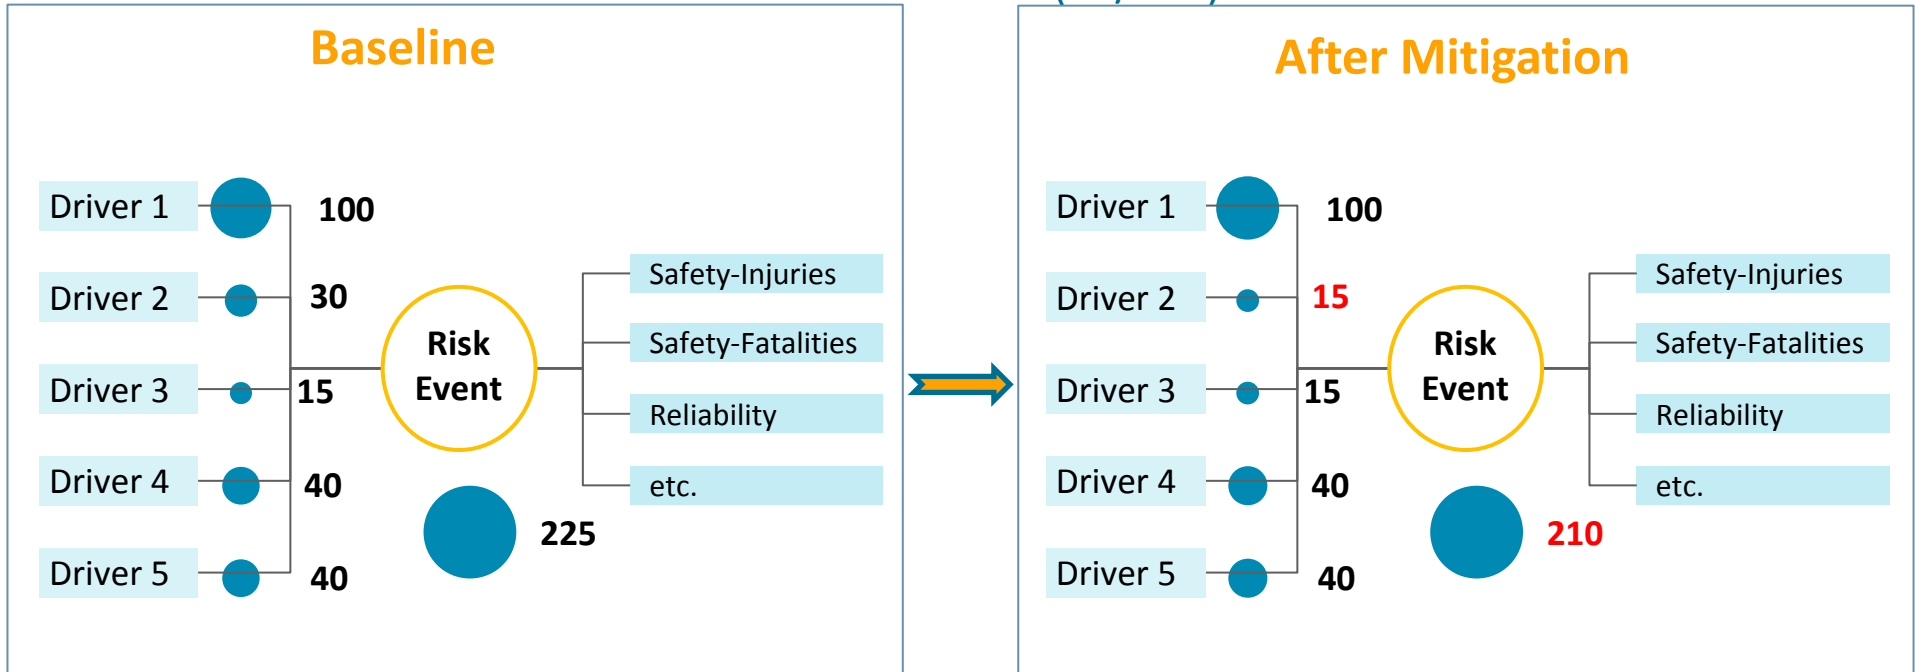 Baseline
Driver 1
100
Driver 2
30
Driver 3
15
Driver 4
40
Driver 5
40
Risk
Event
225
Safety-Injuries
Safety-Fatalities
Reliability
etc.
After Mitigation
Driver 1
100
Driver 2
15
Driver 3
15
Driver 4
40
Driver 5
40
Risk
Event
210
Safety-Injuries
Safety-Fatalities
Reliability
etc.